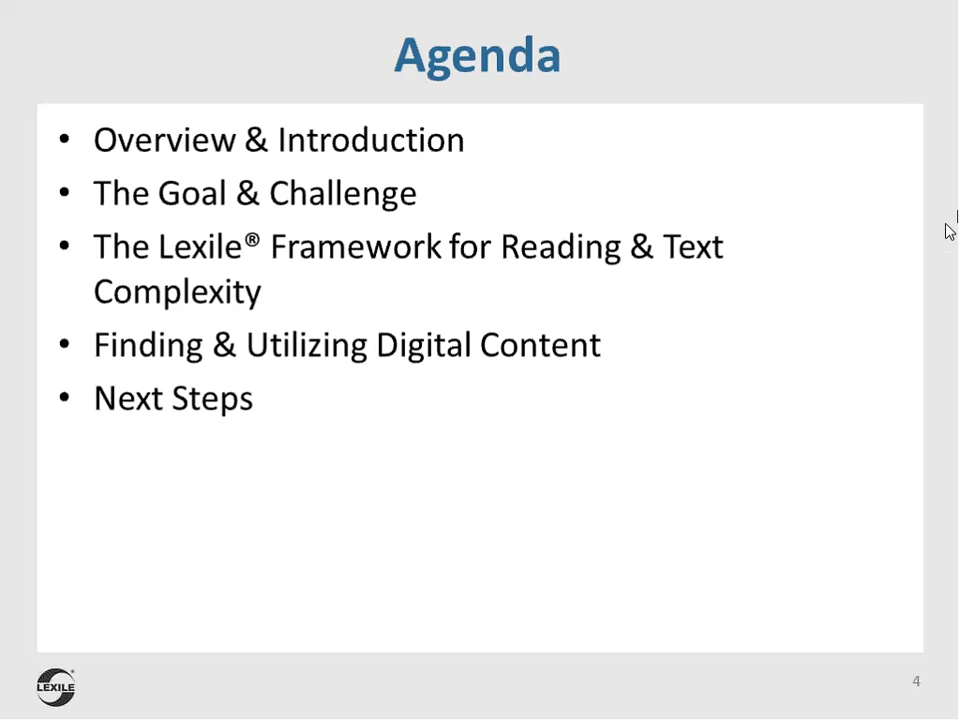 Agenda
• Overview & Introduction
• The Goal & Challenge
• The Lexile® Framework for Reading & Text
Complexity
• Finding & Utilizing Digital Content
• Next Steps
LEXILE
4